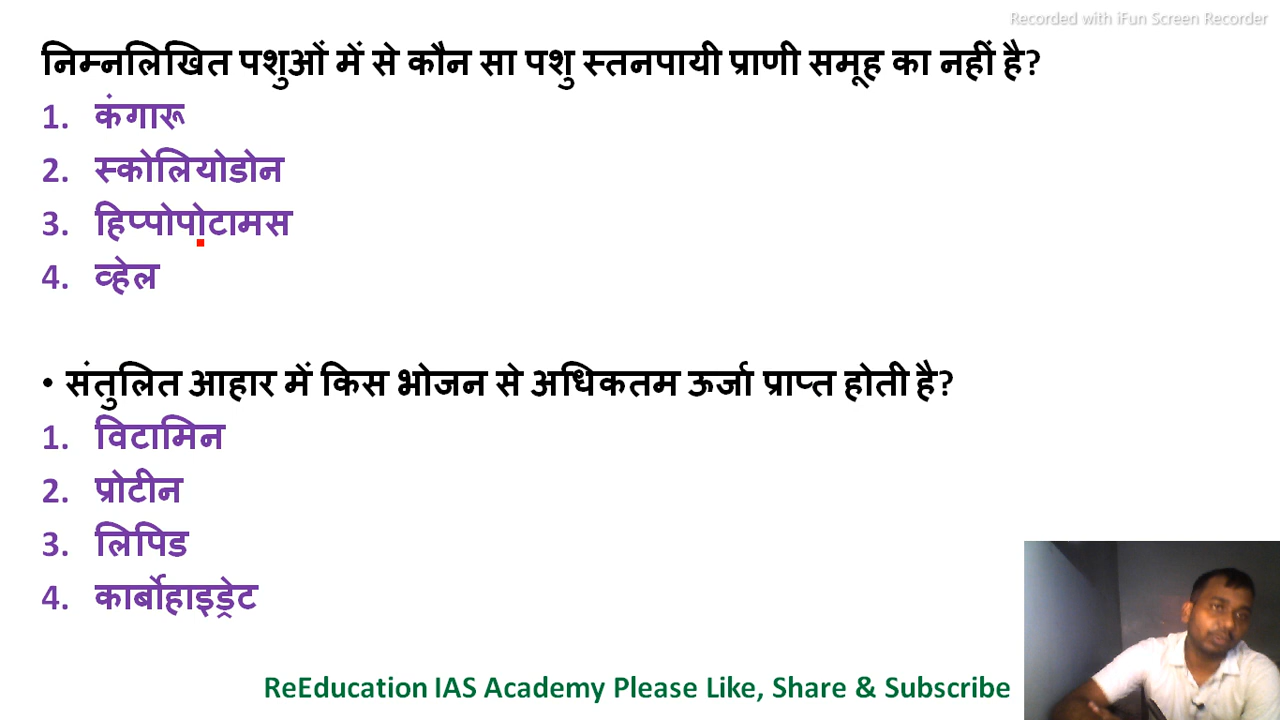 Recorded with iFun Screen Recorder
निम्नलिखित पशुओं में से कौन सा पशु स्तनपायी प्राणी समूह का नहीं है?
1. कंगारू
2. स्कोलियोडोन
3. हिप्पोपोटामस
4. व्हेल
• संतुलित आहार में किस भोजन से अधिकतम ऊर्जा प्राप्त होती है?
1. विटामिन
2. प्रोटीन
3. लिपिड
4. कार्बोहाइड्रेट
ReEducation IAS Academy Please Like, Share & Subscribe